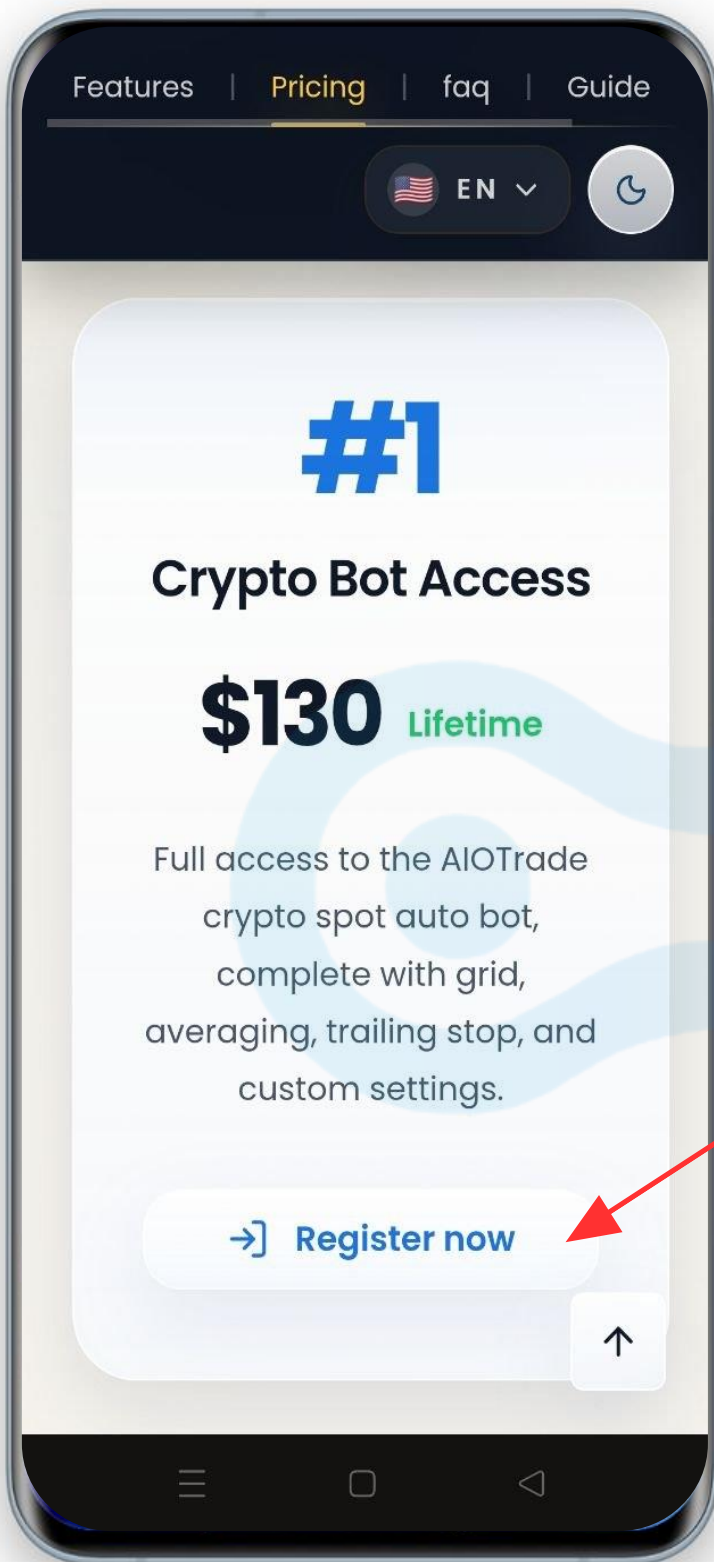 Features | Pricing | faq | Guide
EN
#1
Crypto Bot Access
$130 Lifetime
Full access to the AIOTrade
crypto spot auto bot,
complete with grid,
averaging, trailing stop, and
custom settings.
Register now